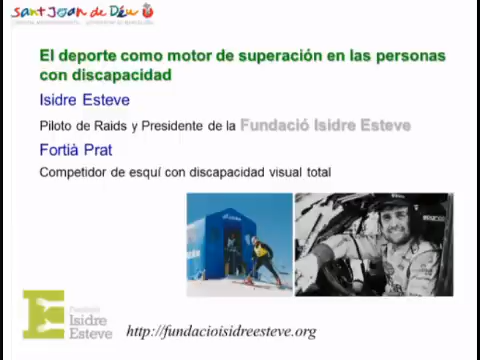 Sant Joan de Déu
El deporte como motor de superación en las personas
con discapacidad
Isidre Esteve
Piloto de Raids y Presidente de la Fundació Isidre Esteve
Fortià Prat
Competidor de esquí con discapacidad visual total
Fundació
Isidre
Esteve
http://fundacioisidreesteve.org